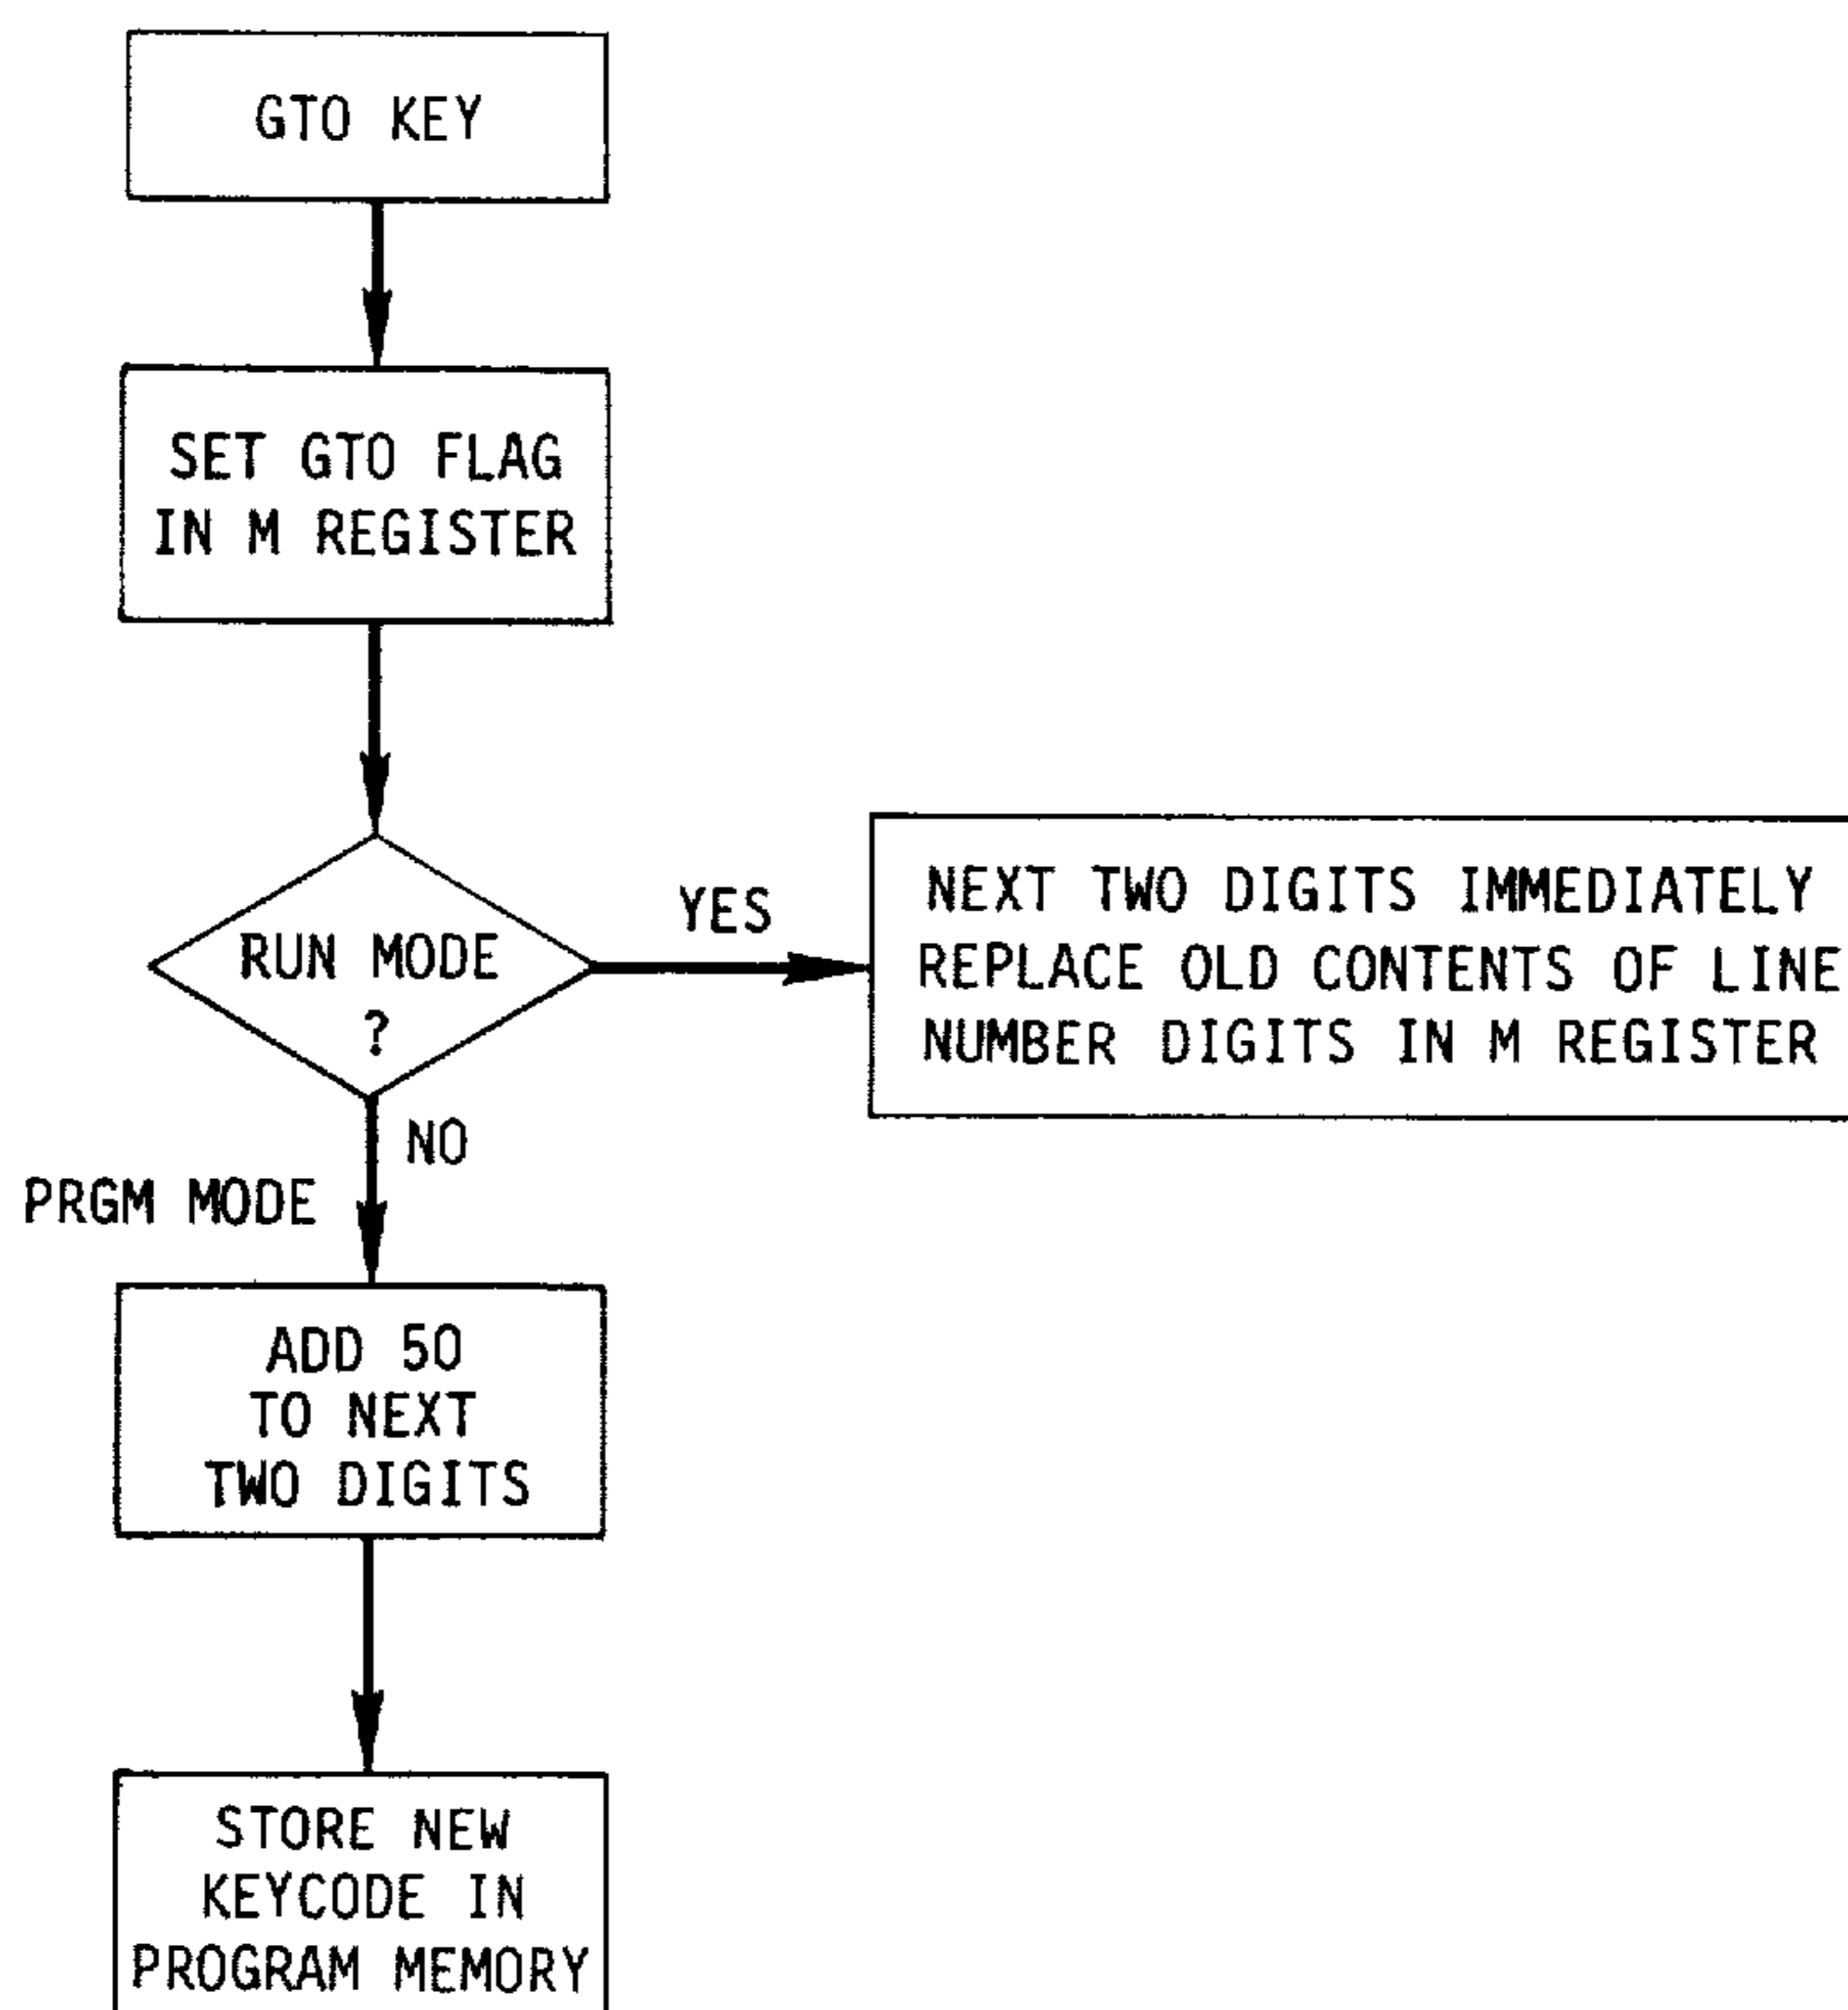 GTO KEY
SET GTO FLAG
IN M REGISTER
RUN MODE
?
YES
NEXT TWO DIGITS IMMEDIATELY
REPLACE OLD CONTENTS OF LINE
NUMBER DIGITS IN M REGISTER
NO
PRGM MODE
ADD 50
TO NEXT
TWO DIGITS
STORE NEW
KEYCODE IN
PROGRAM MEMORY